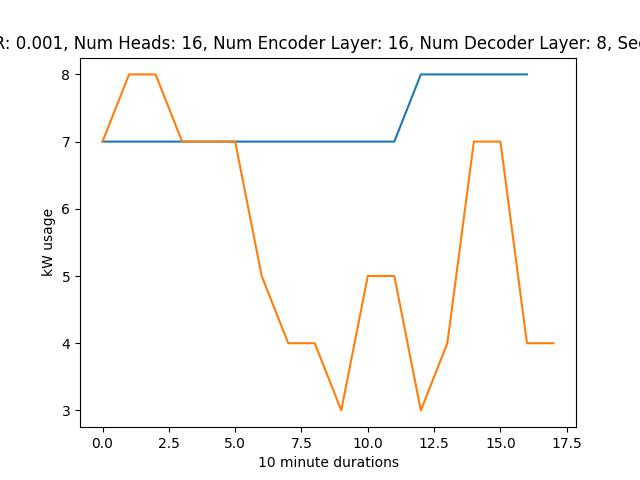 R: 0.001, Num Heads: 16, Num Encoder Layer: 16, Num Decoder Layer: 8, Se
8
7
6
5
4
3
kW usage
0.0 2.5 5.0 7.5 10.0 12.5 15.0 17.5
10 minute durations